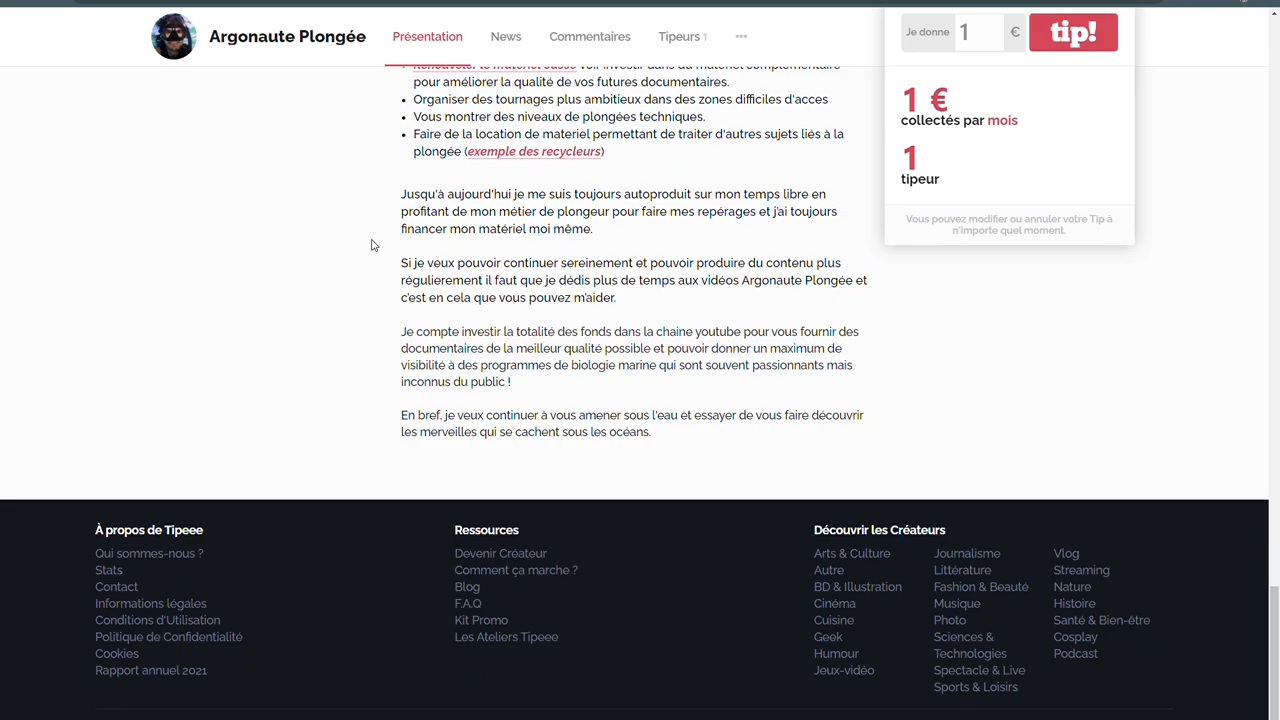 Argonaute Plongée
Présentation
News
Commentaires
Tipeurs 1
Je donne 1 €
tip!
Renouveler le matériel cassé voir investir dans du matériel complémentaire
pour améliorer la qualité de vos futures documentaires.
Organiser des tournages plus ambitieux dans des zones difficiles d'acces
Vous montrer des niveaux de plongées techniques.
Faire de la location de materiel permettant de traiter d'autres sujets liés à la
plongée (exemple des recycleurs)
1 €
collectés par mois
1
tipeur
Vous pouvez modifier ou annuler votre Tip à
n'importe quel moment.
Jusqu'à aujourd'hui je me suis toujours autoproduit sur mon temps libre en
profitant de mon métier de plongeur pour faire mes repérages et j'ai toujours
financer mon matériel moi même.
Si je veux pouvoir continuer sereinement et pouvoir produire du contenu plus
régulierement il faut que je dédis plus de temps aux vidéos Argonaute Plongée et
c'est en cela que vous pouvez m'aider.
Je compte investir la totalité des fonds dans la chaine youtube pour vous fournir des
documentaires de la meilleur qualité possible et pouvoir donner un maximum de
visibilité à des programmes de biologie marine qui sont souvent passionnants mais
inconnus du public !
En bref, je veux continuer à vous amener sous l'eau et essayer de vous faire découvrir
les merveilles qui se cachent sous les océans.
À propos de Tipeee
Qui sommes-nous ?
Stats
Contact
Informations légales
Conditions d'Utilisation
Politique de Confidentialité
Cookies
Rapport annuel 2021
Ressources
Devenir Créateur
Comment ça marche ?
Blog
F.A.Q
Kit Promo
Les Ateliers Tipeee
Découvrir les Créateurs
Arts & Culture
Autre
BD & Illustration
Cinéma
Cuisine
Geek
Humour
Jeux-vidéo
Journalisme
Littérature
Fashion & Beauté
Musique
Photo
Sciences &
Technologies
Spectacle & Live
Sports & Loisirs
Vlog
Streaming
Nature
Histoire
Santé & Bien-être
Cosplay
Podcast